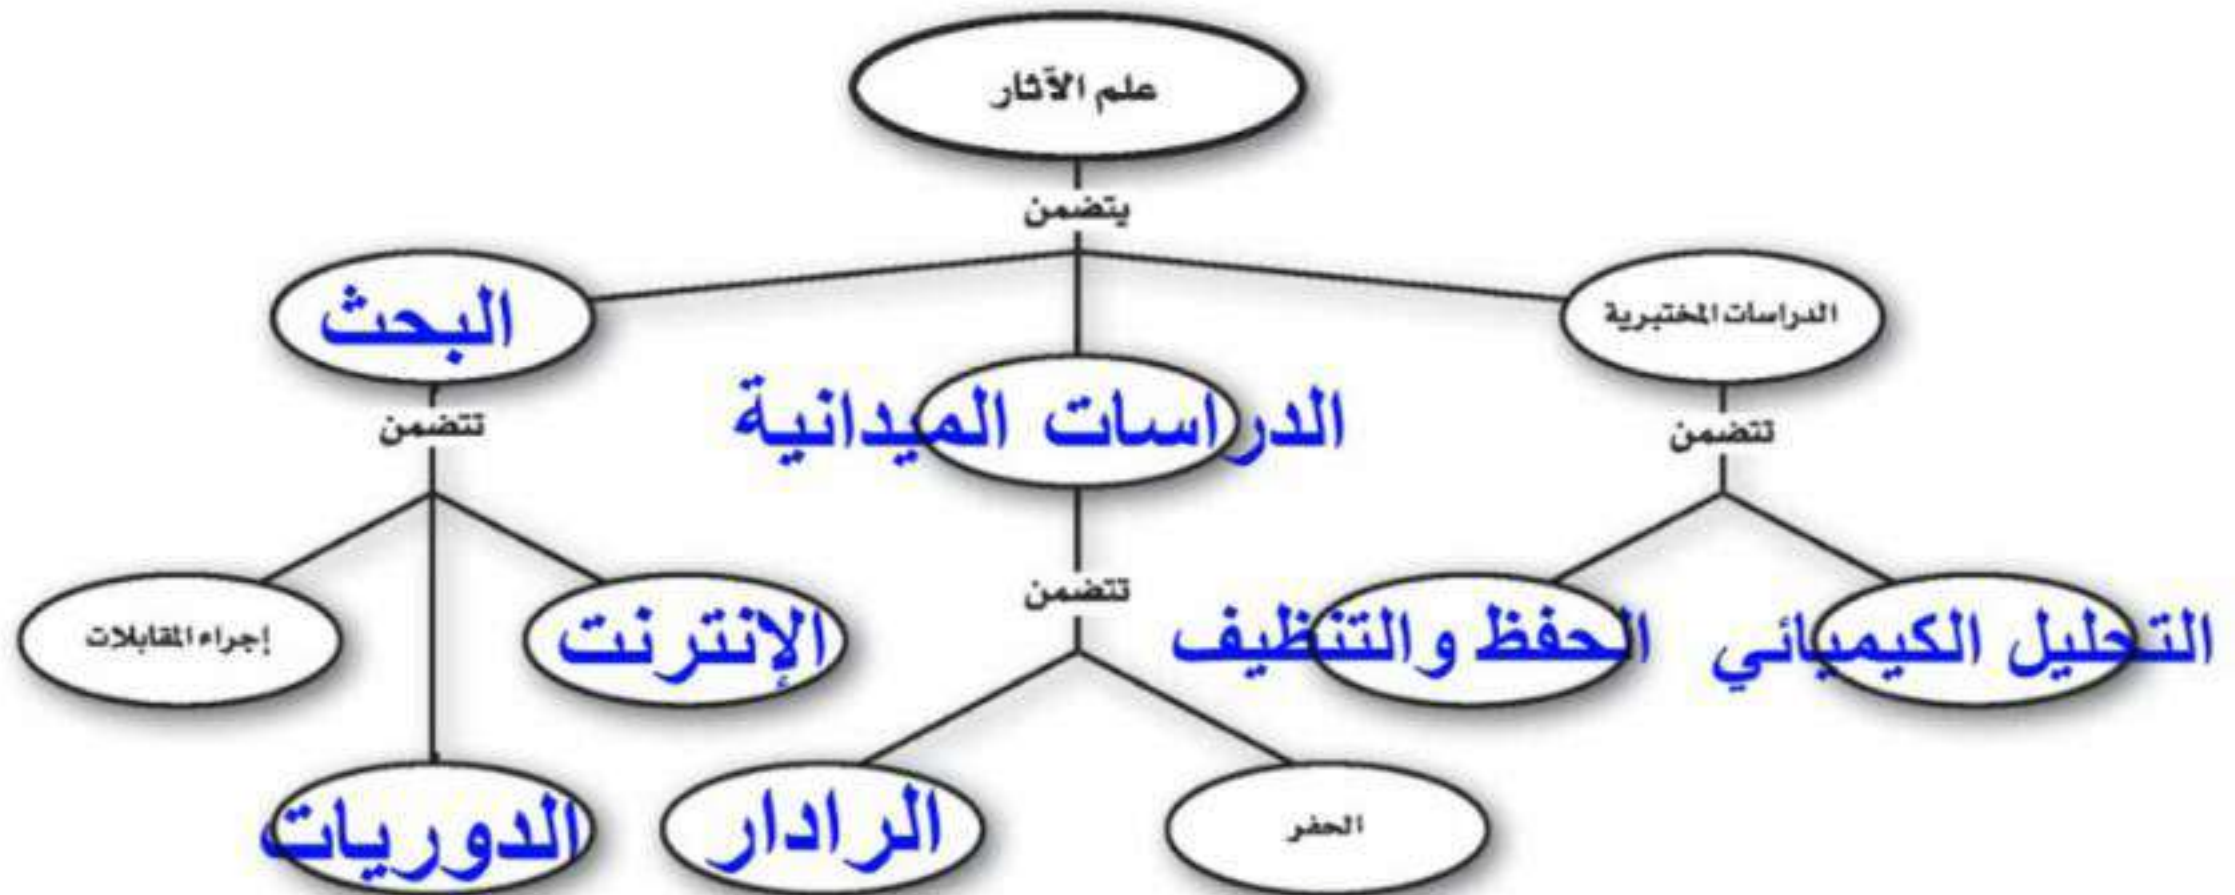 علم الآثار
يتضمن
الدراسات المختبرية
البحث
الدراسات الميدانية
تتضمن
تتضمن
تتضمن
التحليل الكيميائي
الحفظ والتنظيف
الإنترنت
إجراء المقابلات
الحفر
الرادار
الدوريات